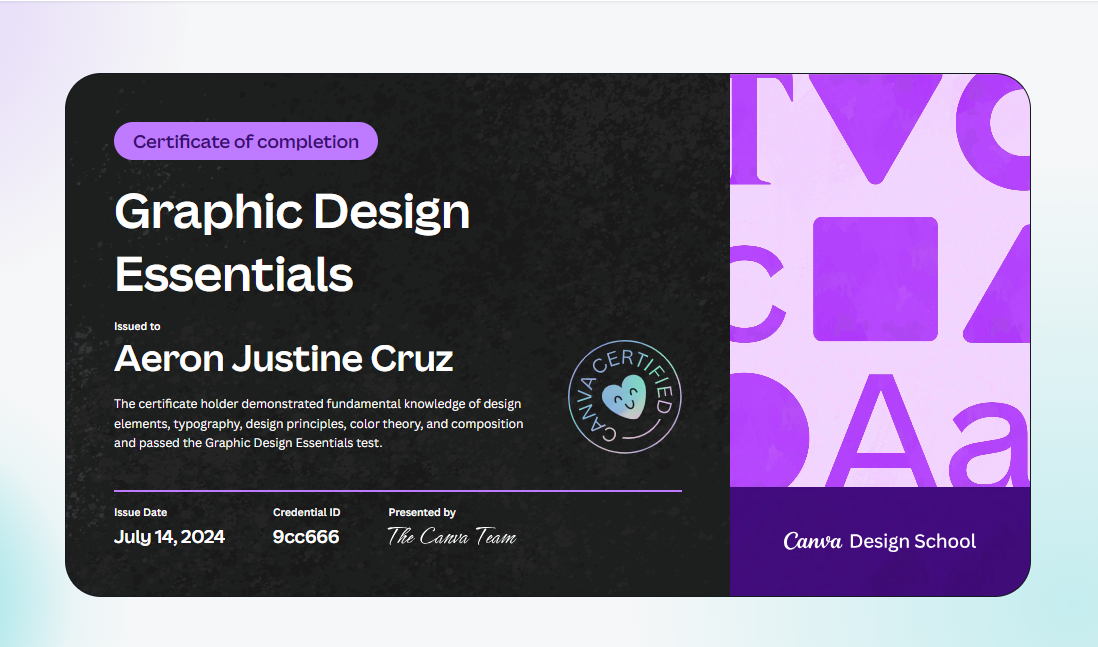 Certificate of completion
Graphic Design
Essentials
Issued to
Aeron Justine Cruz
The certificate holder demonstrated fundamental knowledge of design
elements, typography, design principles, color theory, and composition
and passed the Graphic Design Essentials test.
CANVA CERTIFIED
Issue Date
July 14, 2024
Credential ID
9cc666
Presented by
The Canva Team
c
A
Aa
Canva Design School